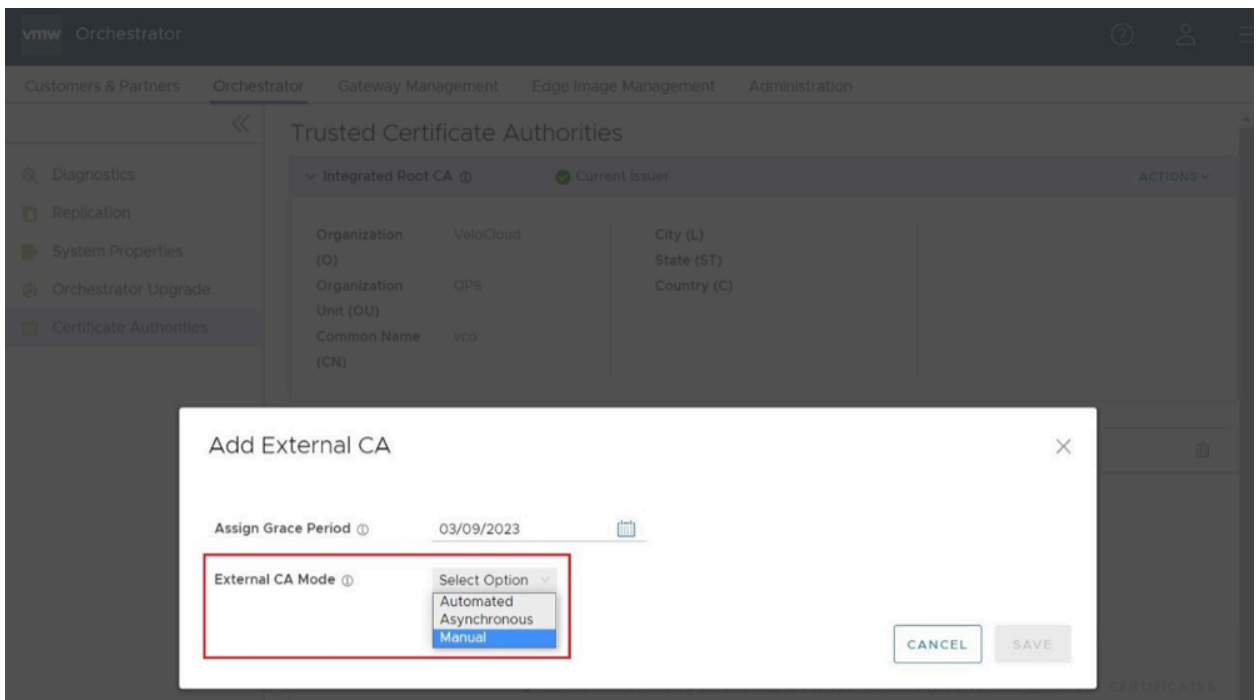 vmw Orchestrator
Customers & Partners Orchestrator Gateway Management Edge Image Management Administration
Trusted Certificate Authorities
Diagnostics
Replication
System Properties
Orchestrator Upgrade
Certificate Authorities
Integrated Root CA Current Issuer ACTIONS
Organization (O) VeloCloud
Organization Unit (OU) OPS
Common Name (CN) vco
City (L)
State (ST)
Country (C)
Add External CA
Assign Grace Period 03/09/2023
External CA Mode Select Option
Automated
Asynchronous
Manual
CANCEL SAVE
CERTIFICATES